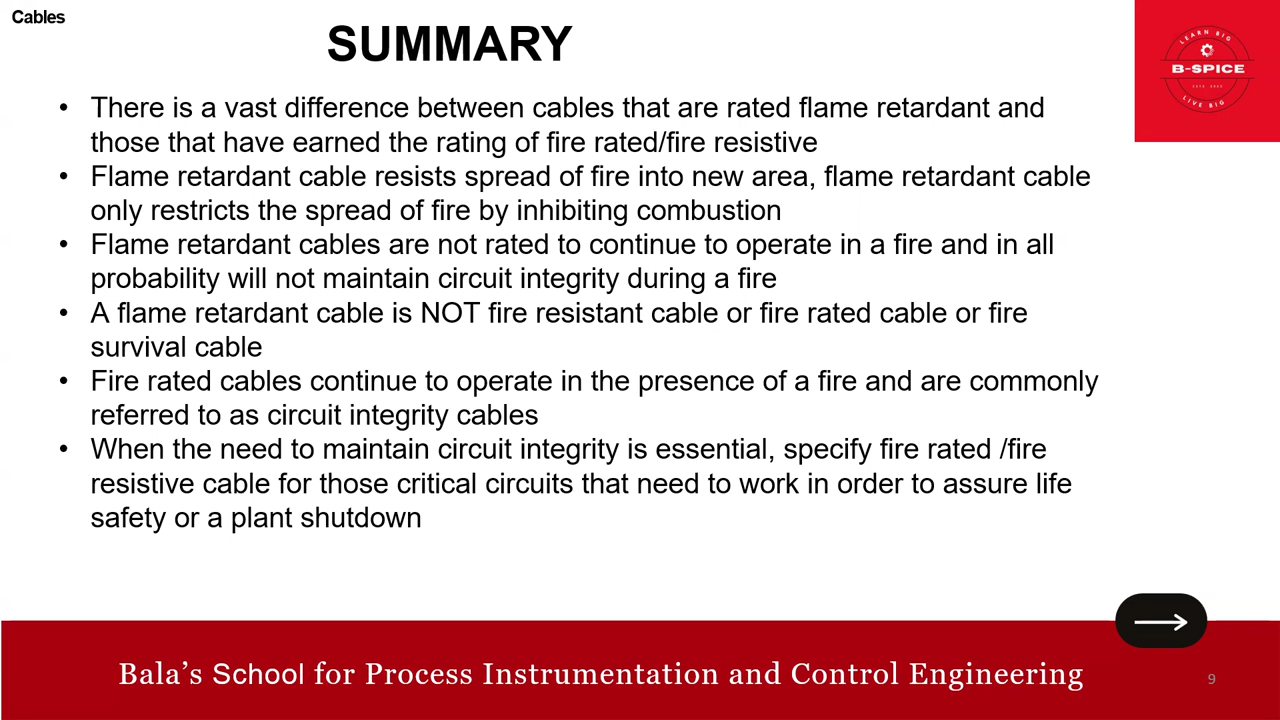 Cables
SUMMARY
LEARN BIG
B-SPICE
LIVE BIG
• There is a vast difference between cables that are rated flame retardant and
those that have earned the rating of fire rated/fire resistive
• Flame retardant cable resists spread of fire into new area, flame retardant cable
only restricts the spread of fire by inhibiting combustion
• Flame retardant cables are not rated to continue to operate in a fire and in all
probability will not maintain circuit integrity during a fire
• A flame retardant cable is NOT fire resistant cable or fire rated cable or fire
survival cable
• Fire rated cables continue to operate in the presence of a fire and are commonly
referred to as circuit integrity cables
• When the need to maintain circuit integrity is essential, specify fire rated /fire
resistive cable for those critical circuits that need to work in order to assure life
safety or a plant shutdown
Bala’s School for Process Instrumentation and Control Engineering
9